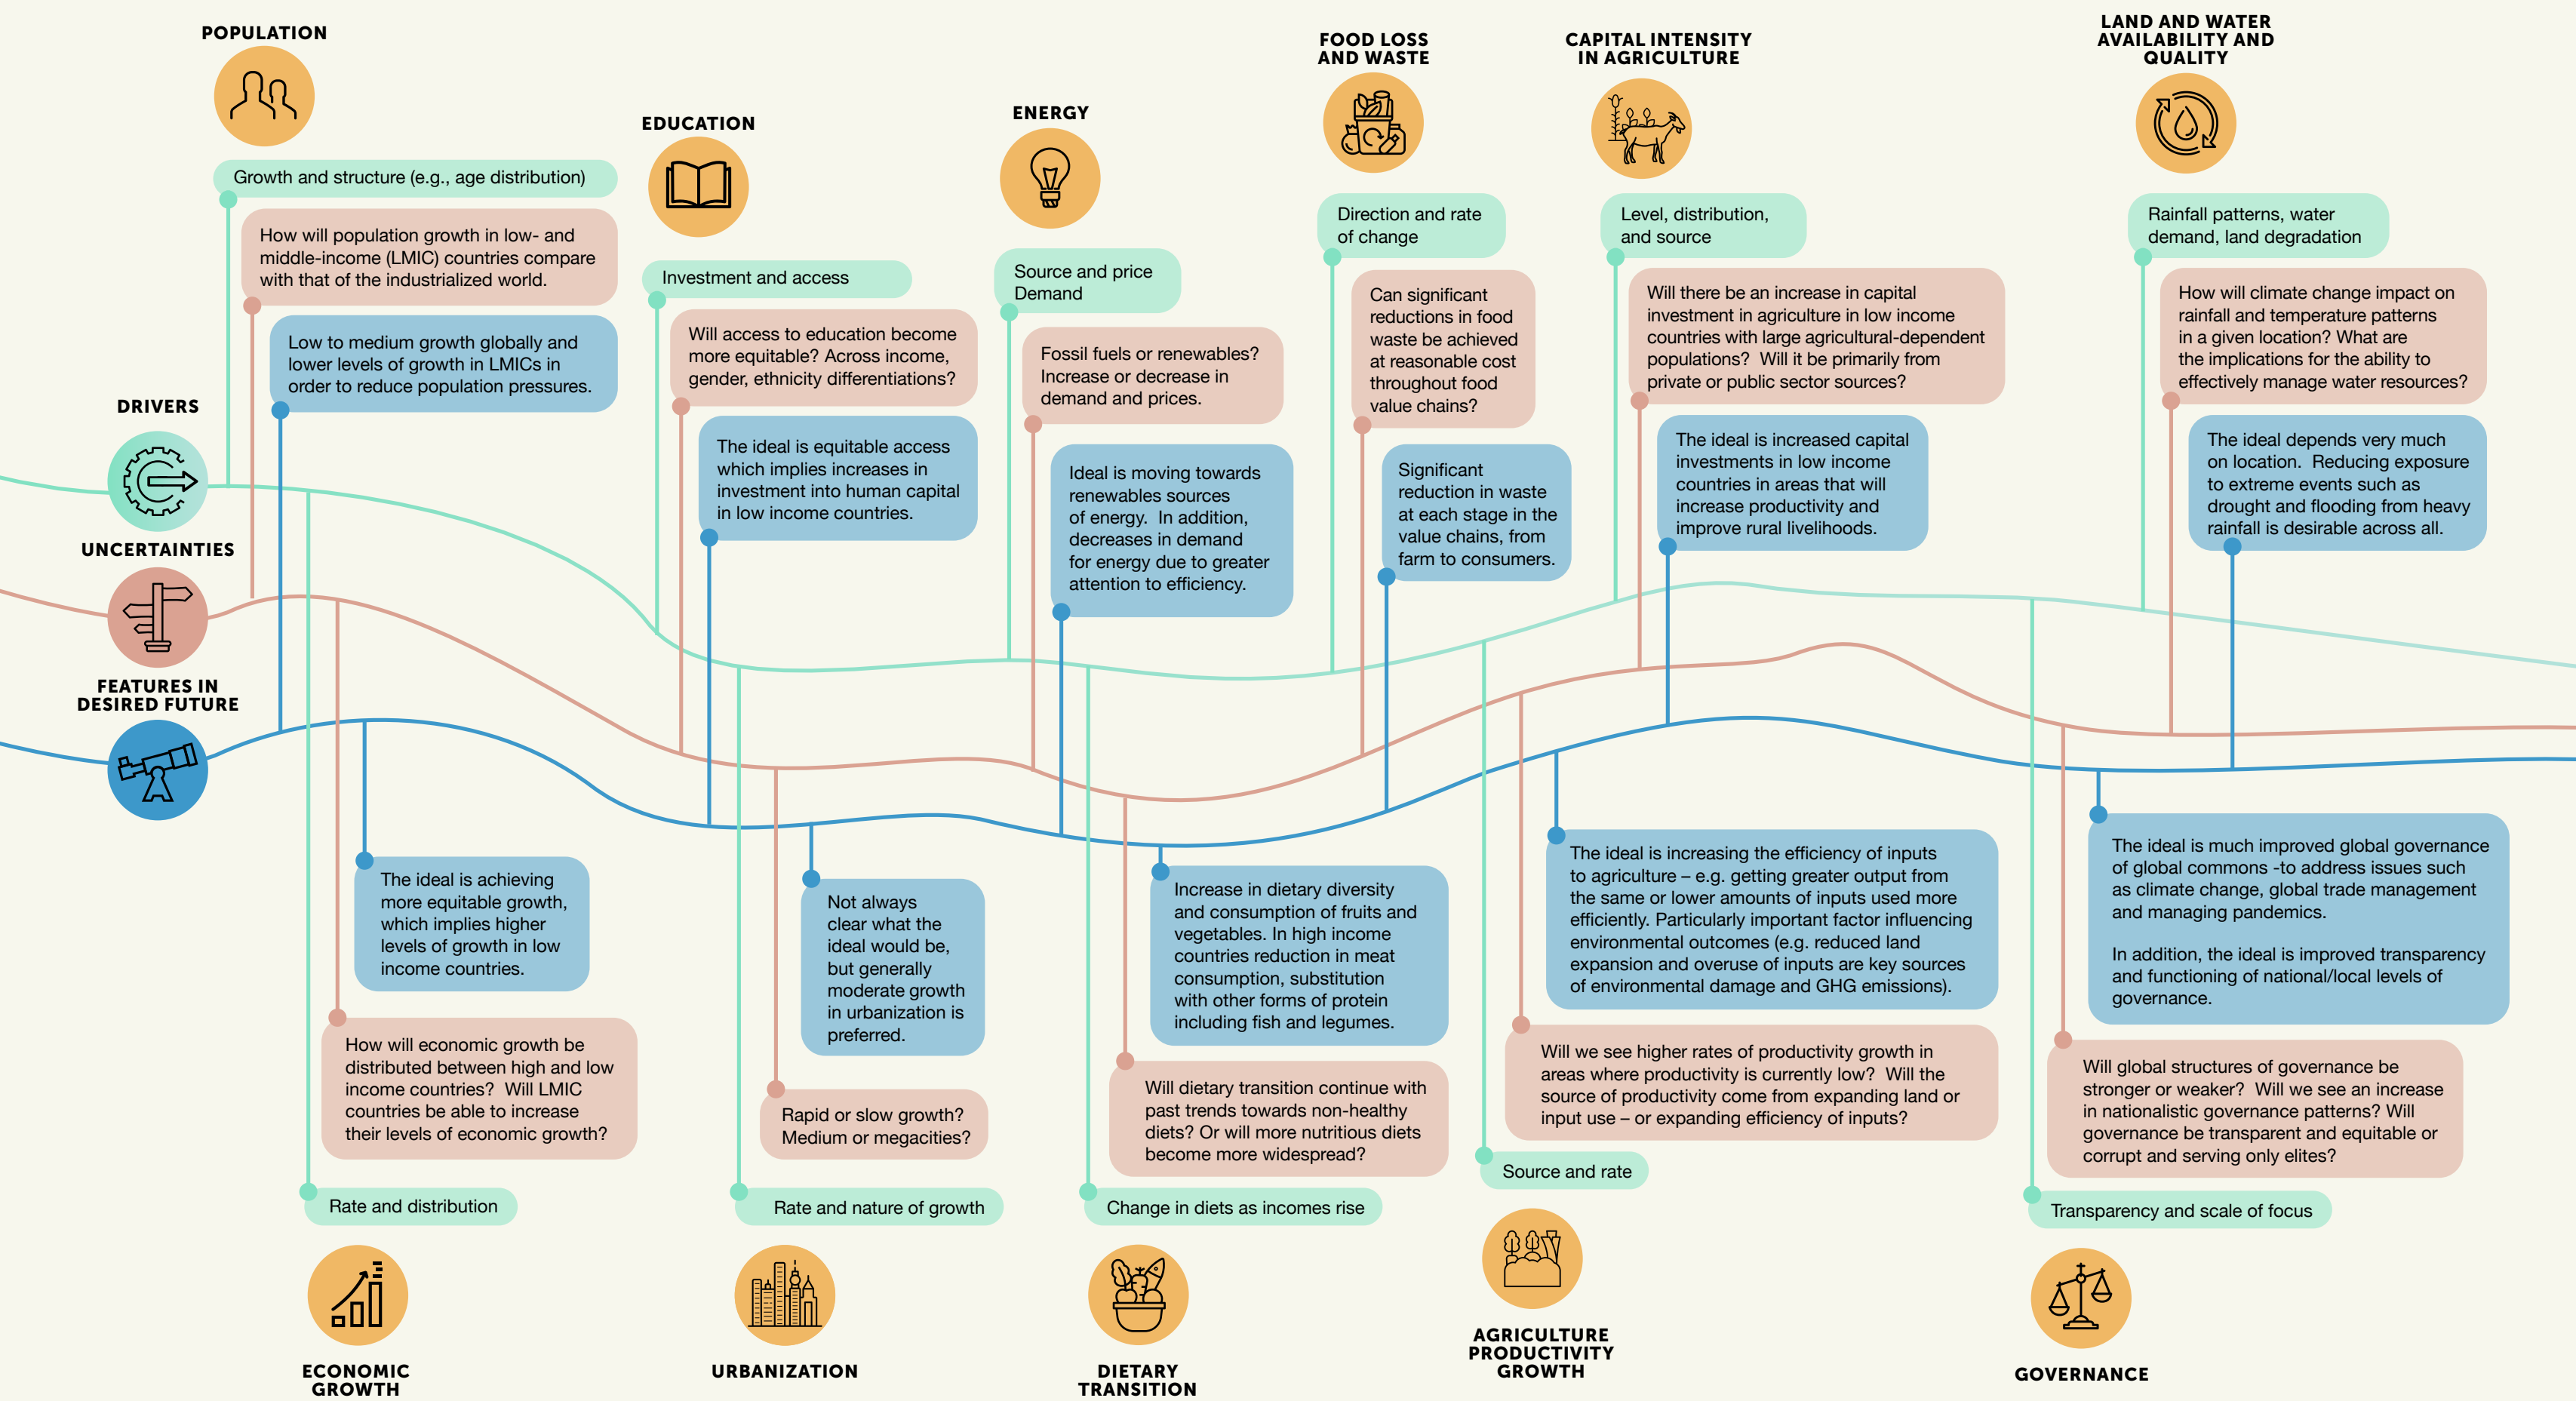 POPULATION
Growth and structure (e.g., age distribution)
How will population growth in low- and
middle-income (LMIC) countries compare
with that of the industrialized world.
Low to medium growth globally and
lower levels of growth in LMICs in
order to reduce population pressures.
EDUCATION
Investment and access
Will access to education become
more equitable? Across income,
gender, ethnicity differentiations?
The ideal is equitable access
which implies increases in
investment into human capital
in low income countries.
ENERGY
Source and price
Demand
Fossil fuels or renewables?
Increase or decrease in
demand and prices.
Ideal is moving towards
renewables sources
of energy. In addition,
decreases in demand
for energy due to greater
attention to efficiency.
FOOD LOSS
AND WASTE
Direction and rate
of change
Can significant
reductions in food
waste be achieved
at reasonable cost
throughout food
value chains?
Significant
reduction in waste
at each stage in the
value chains, from
farm to consumers.
CAPITAL INTENSITY
IN AGRICULTURE
Level, distribution,
and source
Will there be an increase in capital
investment in agriculture in low income
countries with large agricultural-dependent
populations? Will it be primarily from
private or public sector sources?
The ideal is increased capital
investments in low income
countries in areas that will
increase productivity and
improve rural livelihoods.
LAND AND WATER
AVAILABILITY AND
QUALITY
Rainfall patterns, water
demand, land degradation
How will climate change impact on
rainfall and temperature patterns
in a given location? What are
the implications for the ability to
effectively manage water resources?
The ideal depends very much
on location. Reducing exposure
to extreme events such as
drought and flooding from heavy
rainfall is desirable across all.
DRIVERS
UNCERTAINTIES
FEATURES IN
DESIRED FUTURE
The ideal is achieving
more equitable growth,
which implies higher
levels of growth in low
income countries.
How will economic growth be
distributed between high and low
income countries? Will LMIC
countries be able to increase
their levels of economic growth?
Rate and distribution
ECONOMIC
GROWTH
Not always
clear what the
ideal would be,
but generally
moderate growth
in urbanization is
preferred.
Rapid or slow growth?
Medium or megacities?
Rate and nature of growth
URBANIZATION
Increase in dietary diversity
and consumption of fruits and
vegetables. In high income
countries reduction in meat
consumption, substitution
with other forms of protein
including fish and legumes.
Will dietary transition continue with
past trends towards non-healthy
diets? Or will more nutritious diets
become more widespread?
Change in diets as incomes rise
DIETARY
TRANSITION
The ideal is increasing the efficiency of inputs
to agriculture – e.g. getting greater output from
the same or lower amounts of inputs used more
efficiently. Particularly important factor influencing
environmental outcomes (e.g. reduced land
expansion and overuse of inputs are key sources
of environmental damage and GHG emissions).
Will we see higher rates of productivity growth in
areas where productivity is currently low? Will the
source of productivity come from expanding land or
input use – or expanding efficiency of inputs?
Source and rate
AGRICULTURE
PRODUCTIVITY
GROWTH
The ideal is much improved global governance
of global commons -to address issues such
as climate change, global trade management
and managing pandemics.
In addition, the ideal is improved transparency
and functioning of national/local levels of
governance.
Will global structures of governance be
stronger or weaker? Will we see an increase
in nationalistic governance patterns? Will
governance be transparent and equitable or
corrupt and serving only elites?
Transparency and scale of focus
GOVERNANCE